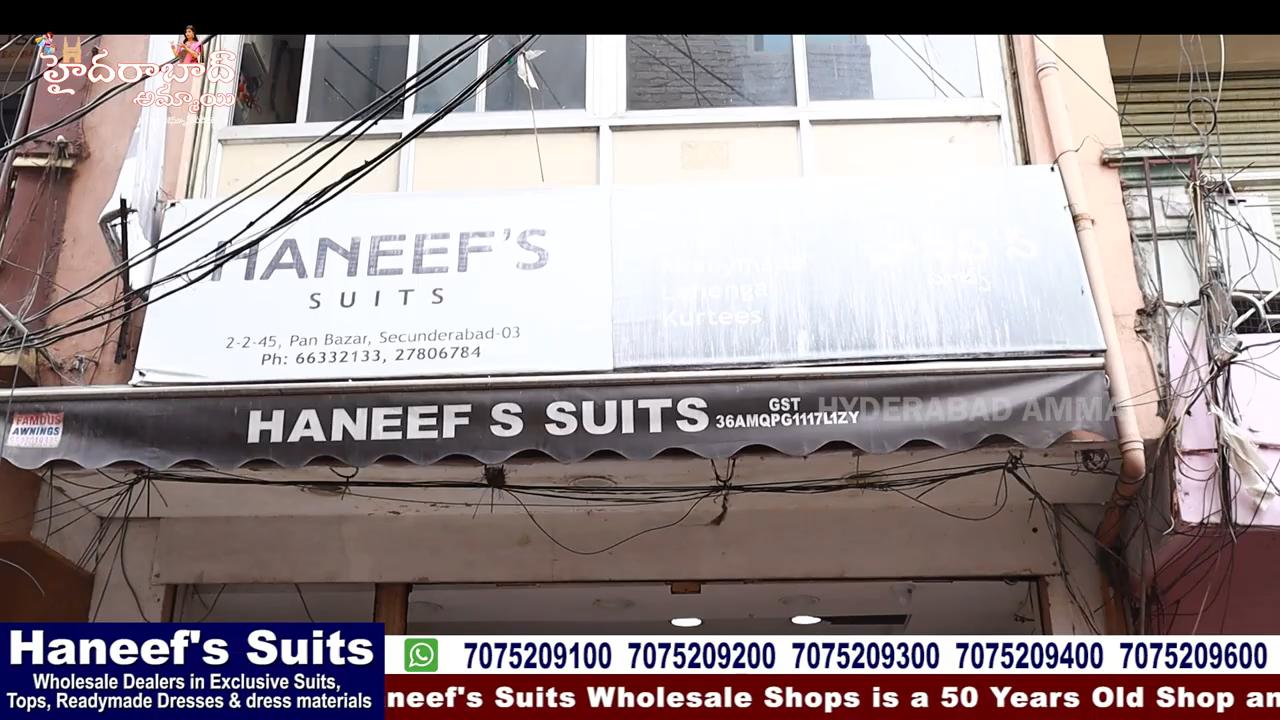 హైదరాబాద్
అమ్మాయి
HANEEF'S
SUITS
2-2-45, Pan Bazar, Secunderabad-03
Ph: 66332133, 27806784
Lehenga
Kurtees
FAMOUS
AWNINGS
HANEEF S SUITS
GST
36AMQPG1117L1ZY
HYDERABAD AMMA
Haneef's Suits
Wholesale Dealers in Exclusive Suits,
Tops, Readymade Dresses & dress materials
7075209100 7075209200 7075209300 7075209400 7075209600
neef's Suits Wholesale Shops is a 50 Years Old Shop an